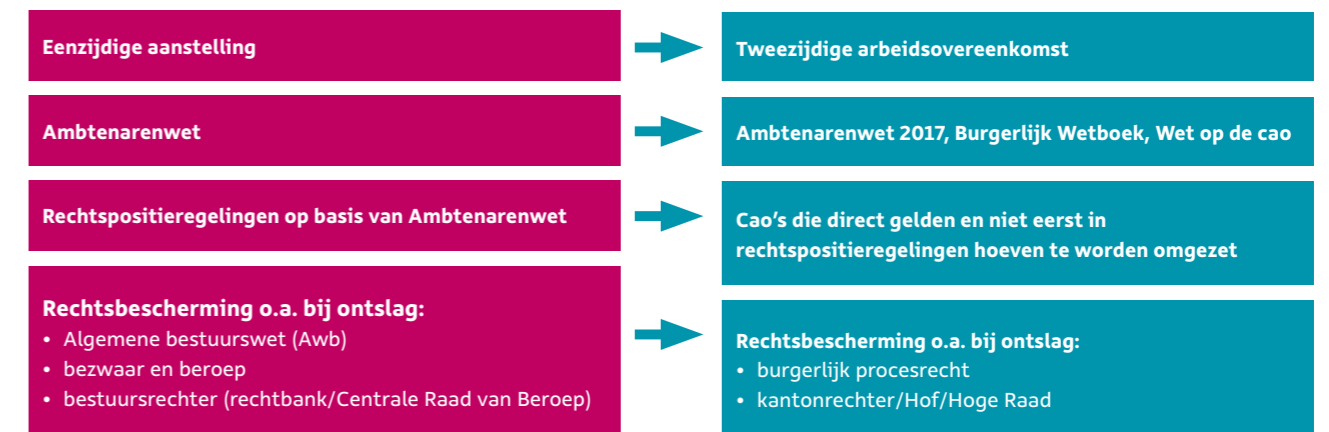 Eenzijdige aanstelling
Tweezijdige arbeidsovereenkomst
Ambtenarenwet
Ambtenarenwet 2017, Burgerlijk Wetboek, Wet op de cao
Rechtspositieregelingen op basis van Ambtenarenwet
Cao’s die direct gelden en niet eerst in
rechtspositieregelingen hoeven te worden omgezet
Rechtsbescherming o.a. bij ontslag:
• Algemene bestuurswet (Awb)
• bezwaar en beroep
• bestuursrechter (rechtbank/Centrale Raad van Beroep)
Rechtsbescherming o.a. bij ontslag:
• burgerlijk procesrecht
• kantonrechter/Hof/Hoge Raad